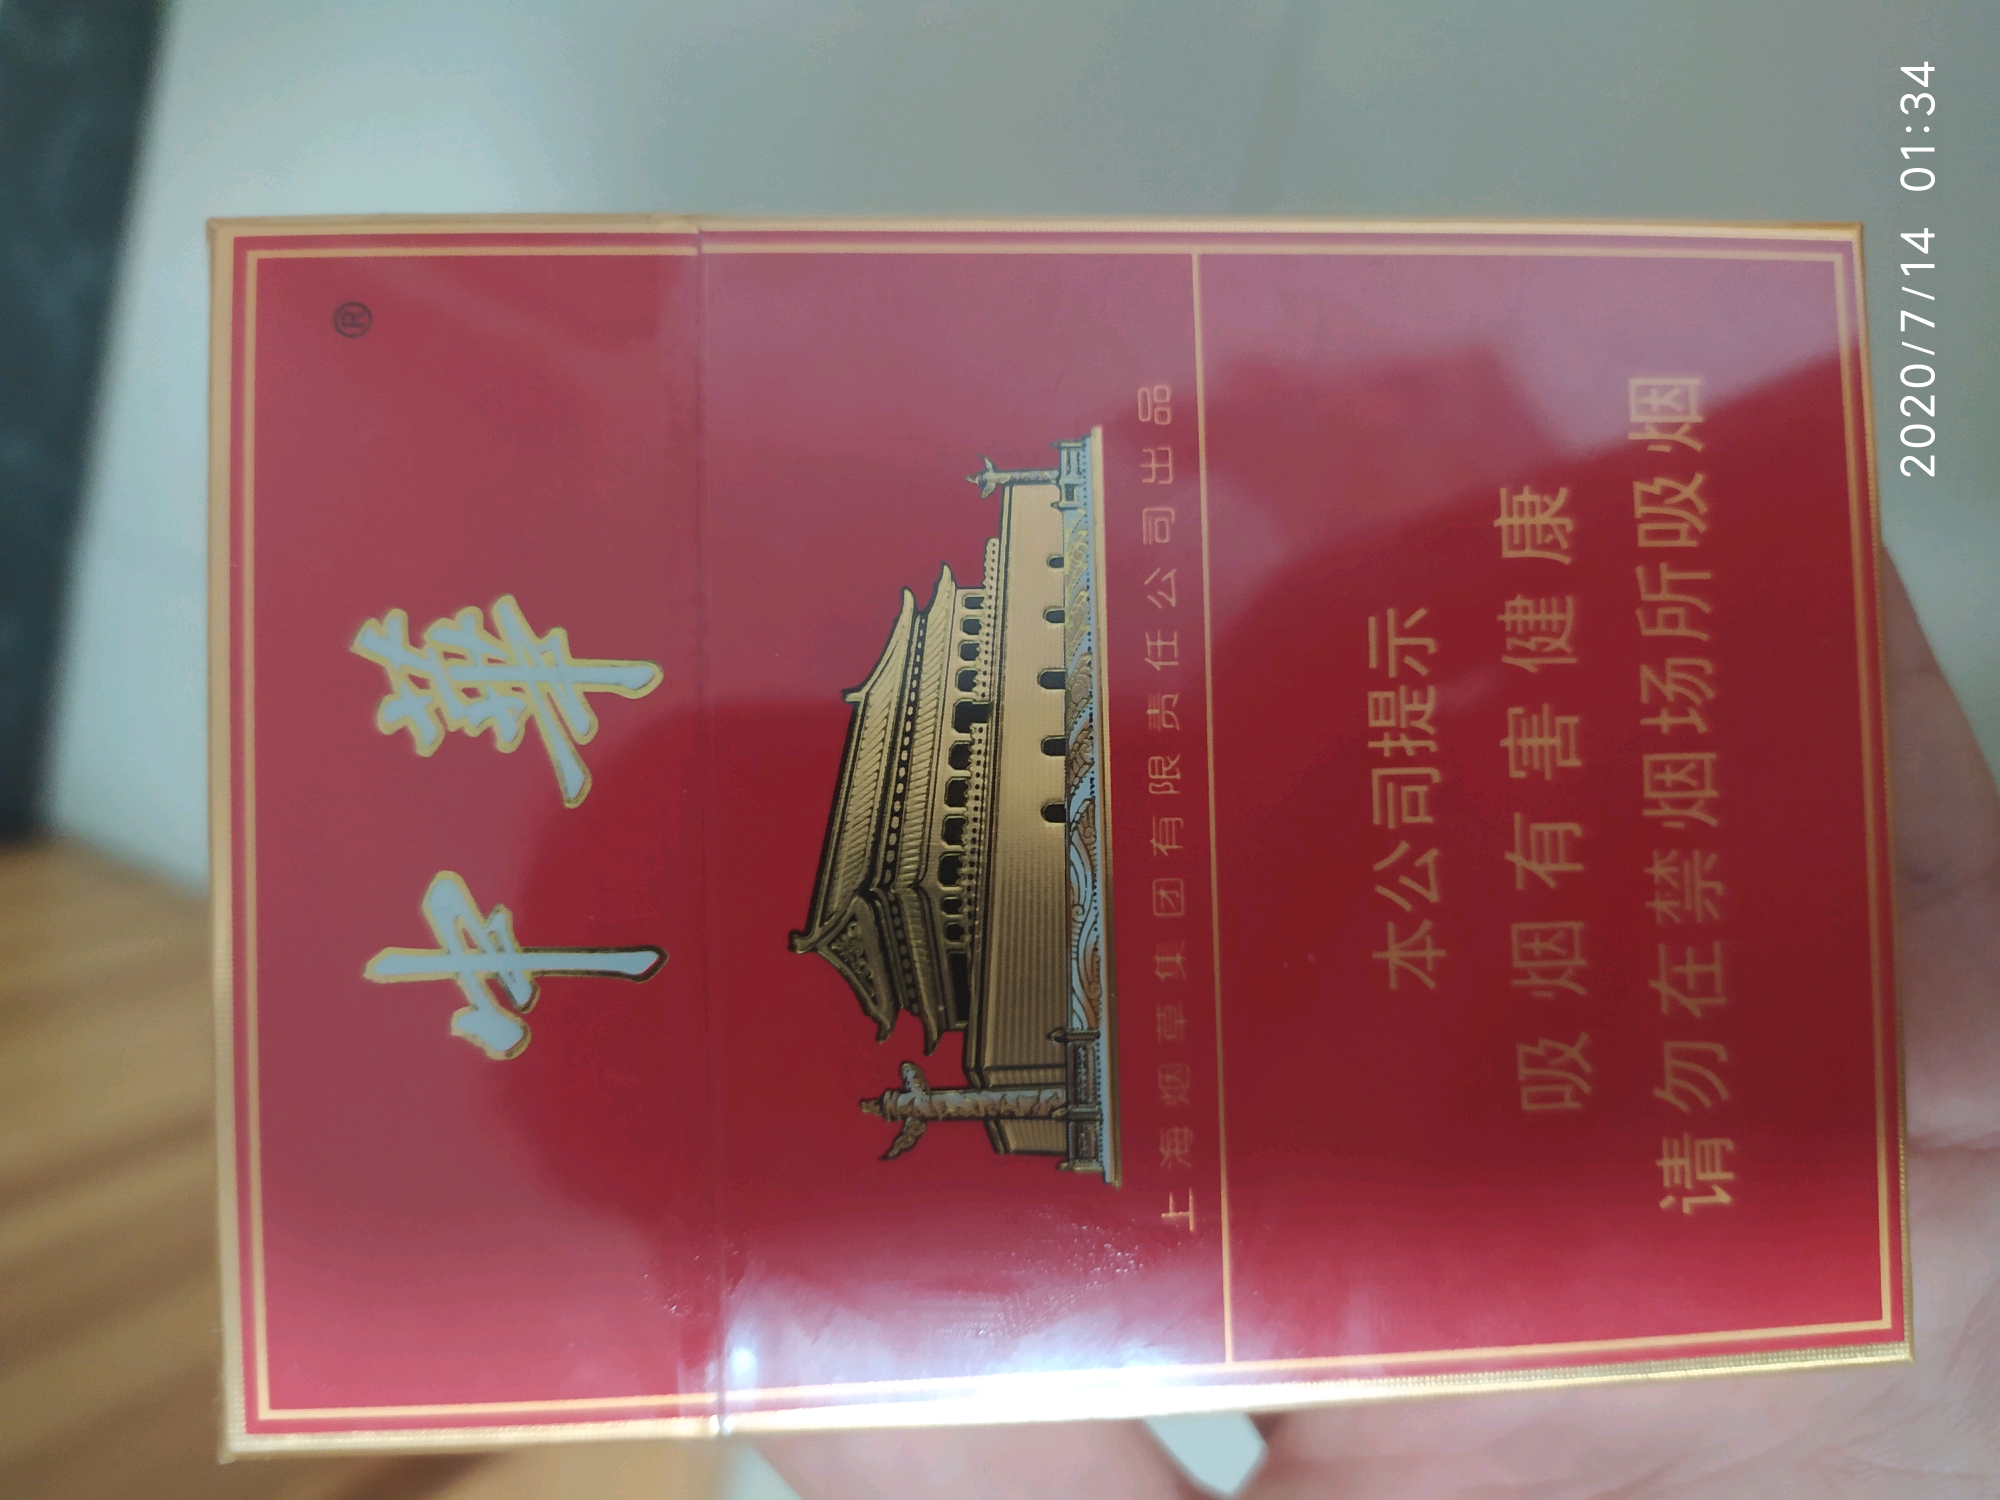 中華
®
上海烟草集团有限责任公司出品
本公司提示
吸烟有害健康
请勿在禁烟场所吸烟
2020/7/14 01:34